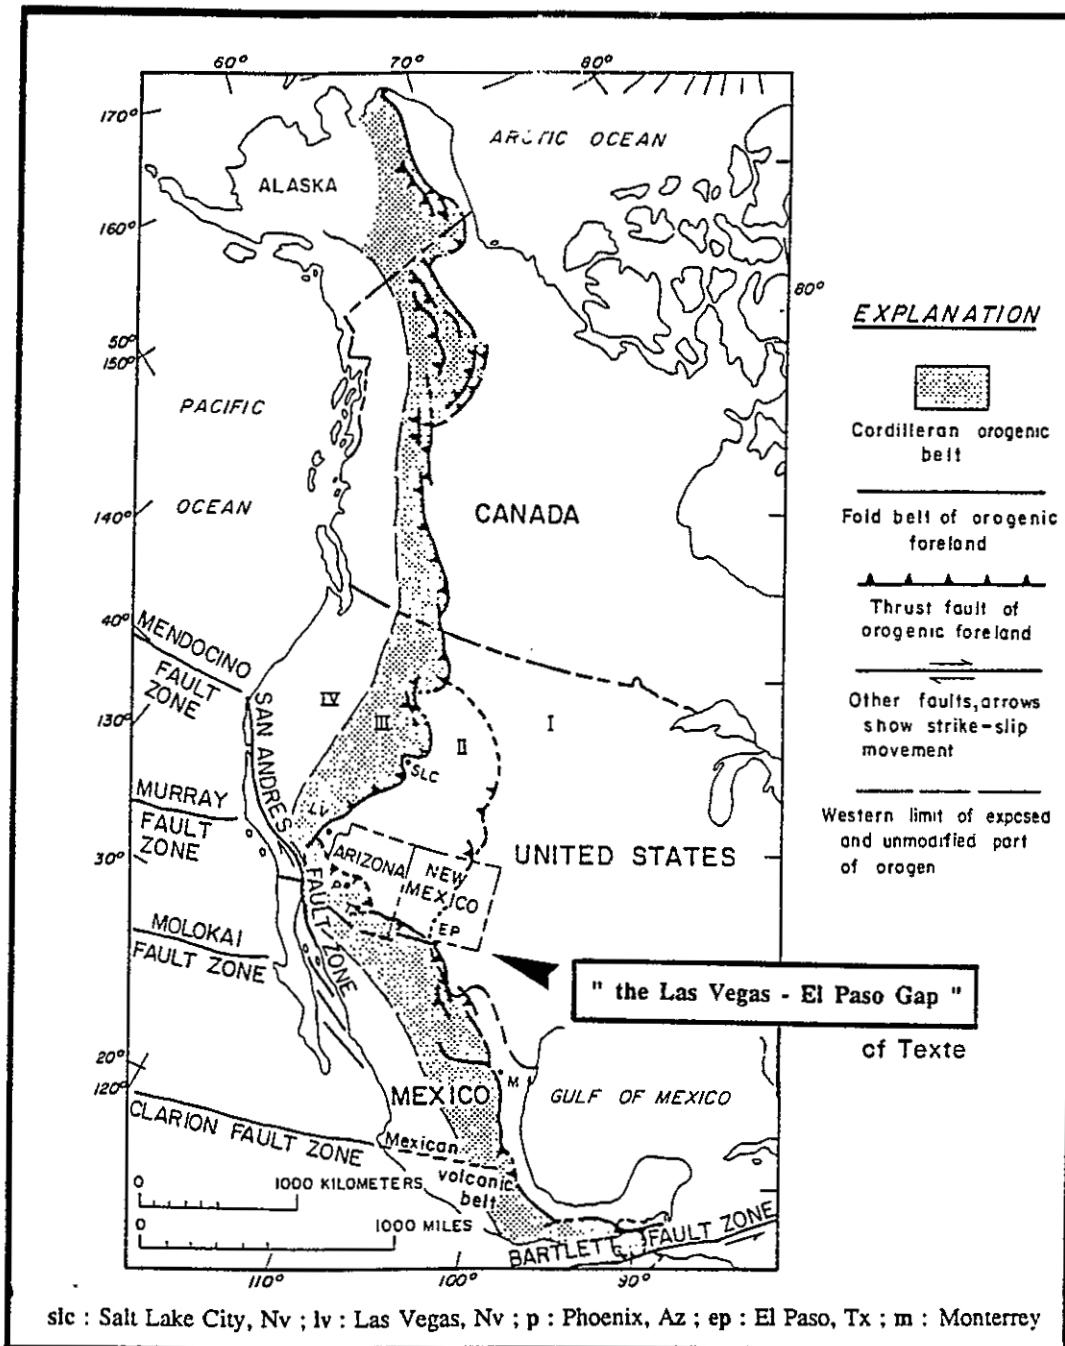 60° 70° 80°
170°
ARCTIC OCEAN
ALASKA
160°
60°
EXPLANATION
50°
150°
PACIFIC
Cordilleran orogenic
belt
OCEAN
CANADA
140°
Fold belt of orogenic
foreland
Thrust fault of
orogenic foreland
40°
MENDOCINO
FAULT
ZONE
SAN ANDRES
FAULT ZONE
IV
III
II
I
130°
Other faults, arrows
show strike-slip
movement
SLC
MURRAY
FAULT
ZONE
LV
Western limit of exposed
and unmodified part
of orogen
UNITED STATES
30°
ARIZONA
NEW
MEXICO
P
EP
MOLOKAI
FAULT ZONE
" the Las Vegas - El Paso Gap "
cf Texte
20°
120°
M
MEXICO
GULF OF MEXICO
CLARION FAULT ZONE
Mexican
volcanic
belt
0 1000 KILOMETERS
0 1000 MILES
BARTLETT FAULT ZONE
110° 100° 90°
slc : Salt Lake City, Nv ; lv : Las Vegas, Nv ; p : Phoenix, Az ; ep : El Paso, Tx ; m : Monterrey